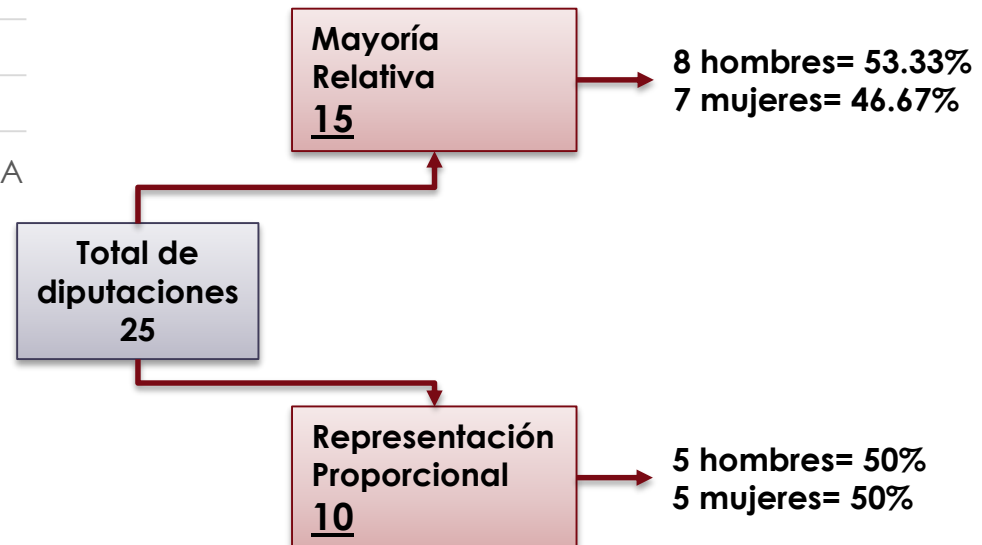 Mayoría
Relativa
15
8 hombres= 53.33%
7 mujeres= 46.67%
A
Total de
diputaciones
25
Representación
Proporcional
10
5 hombres= 50%
5 mujeres= 50%